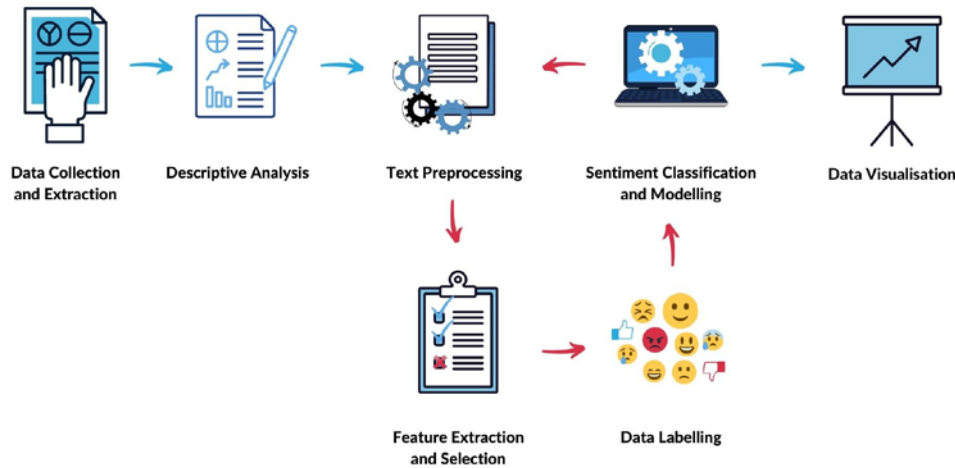 Data Collection
and Extraction
Descriptive Analysis
Text Preprocessing
Sentiment Classification
and Modelling
Data Visualisation
Feature Extraction
and Selection
Data Labelling